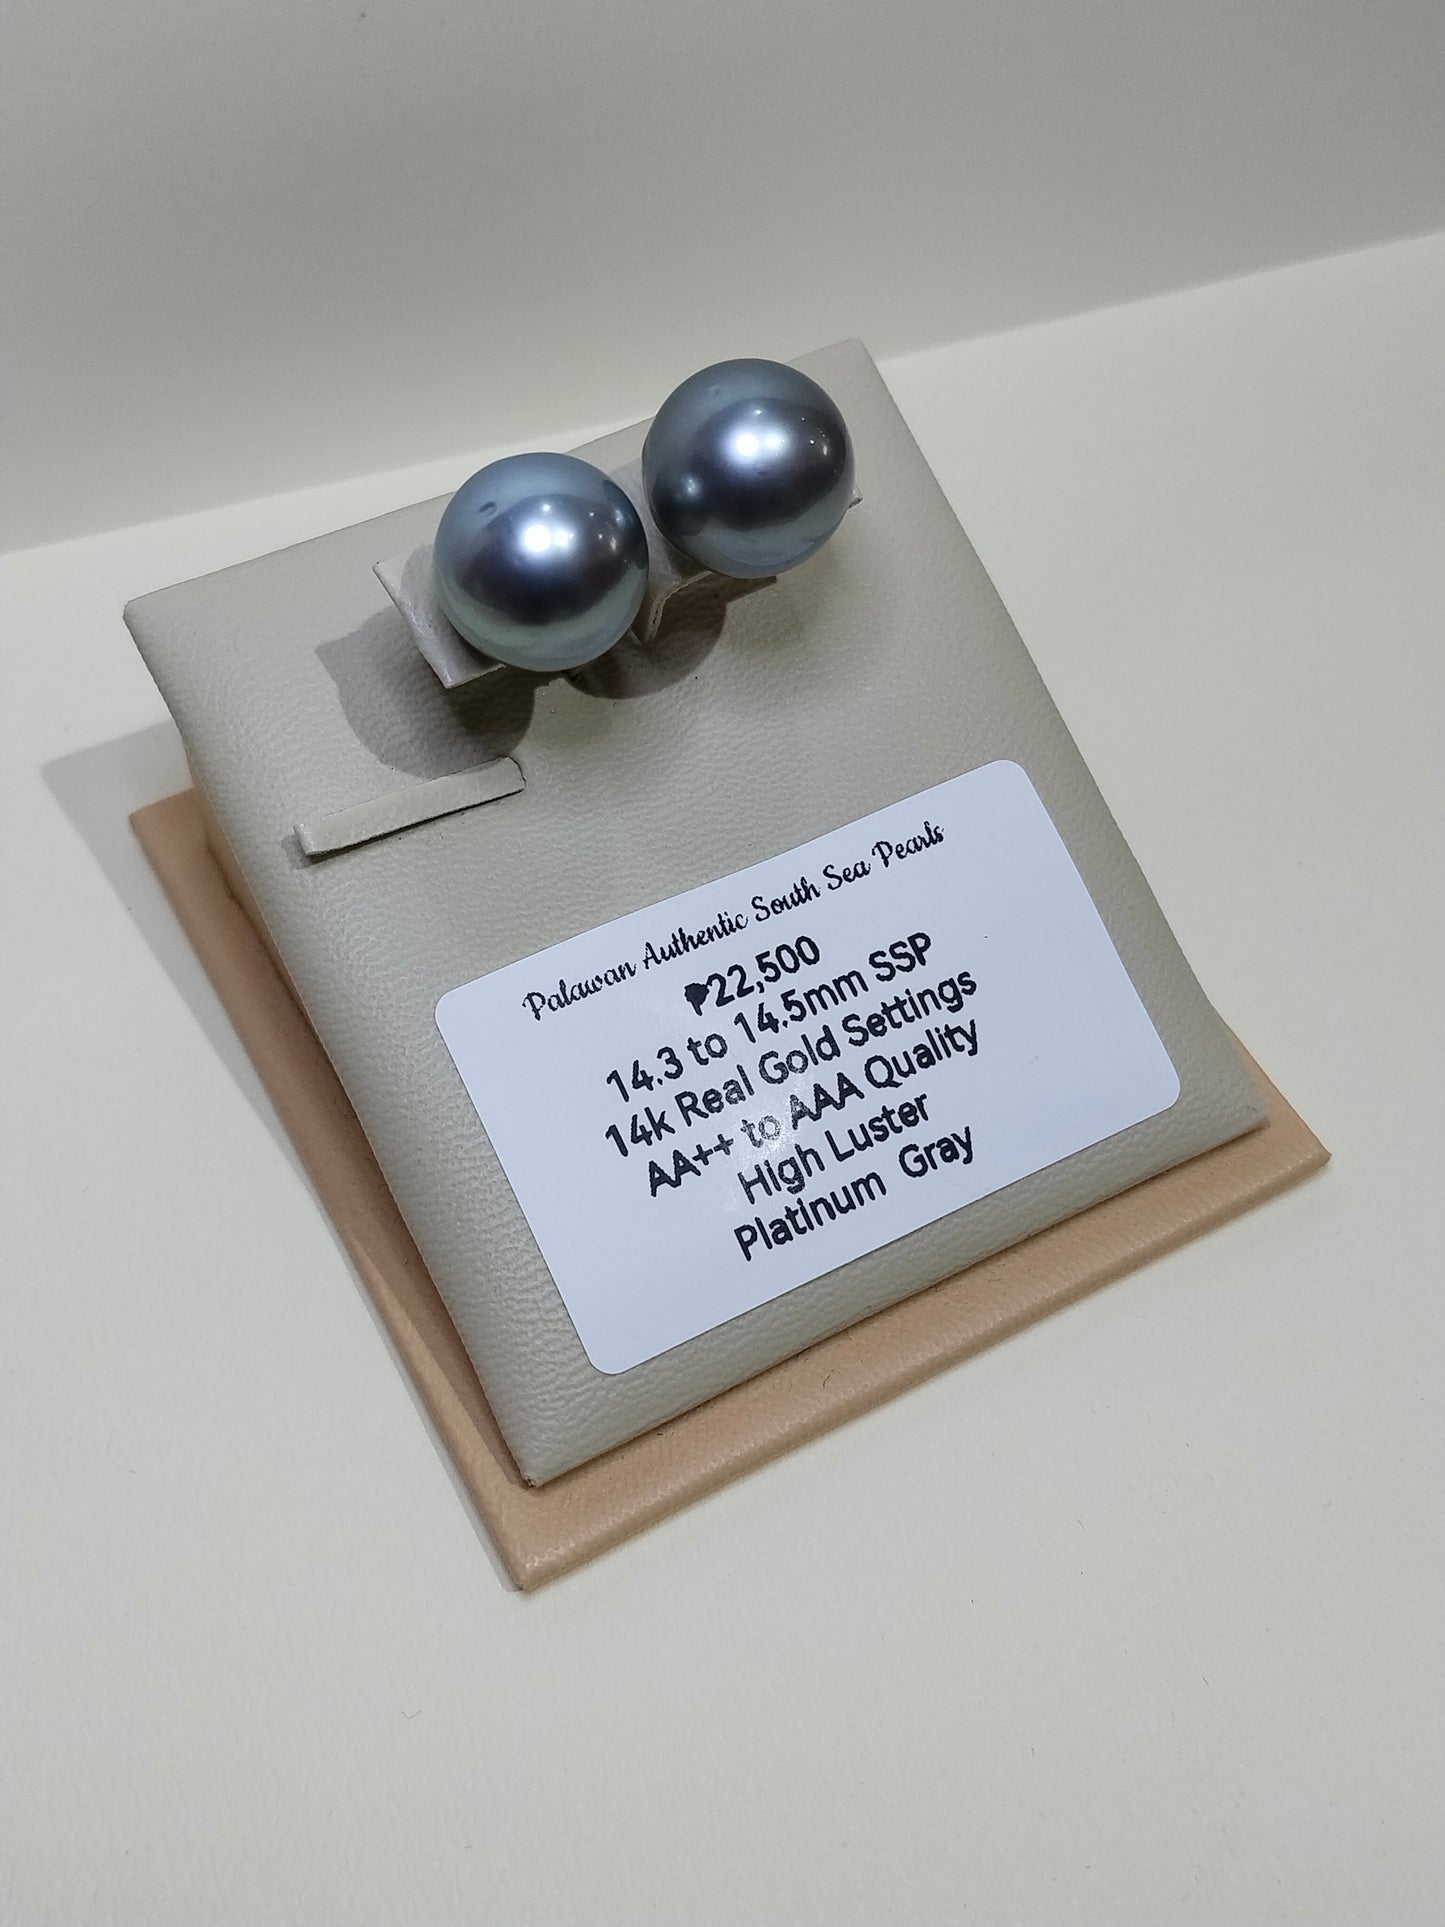 Palawan Authentic South Sea Pearls
₱22,500
14.3 to 14.5mm SSP
14k Real Gold Settings
AA++ to AAA Quality
High Luster
Platinum Gray